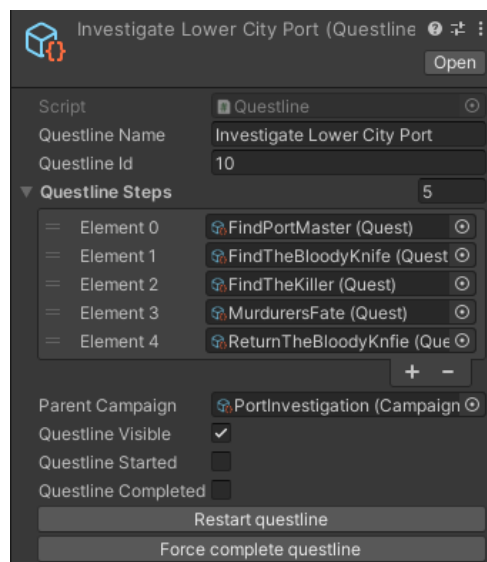 Investigate Lower City Port (Questline
Open
Script Questline
Questline Name Investigate Lower City Port
Questline Id 10
Questline Steps 5
Element 0 FindPortMaster (Quest)
Element 1 FindTheBloodyKnife (Quest
Element 2 FindTheKiller (Quest)
Element 3 MurdurersFate (Quest)
Element 4 ReturnTheBloodyKnfie (Que
Parent Campaign PortInvestigation (Campaign
Questline Visible
Questline Started
Questline Completed
Restart questline
Force complete questline